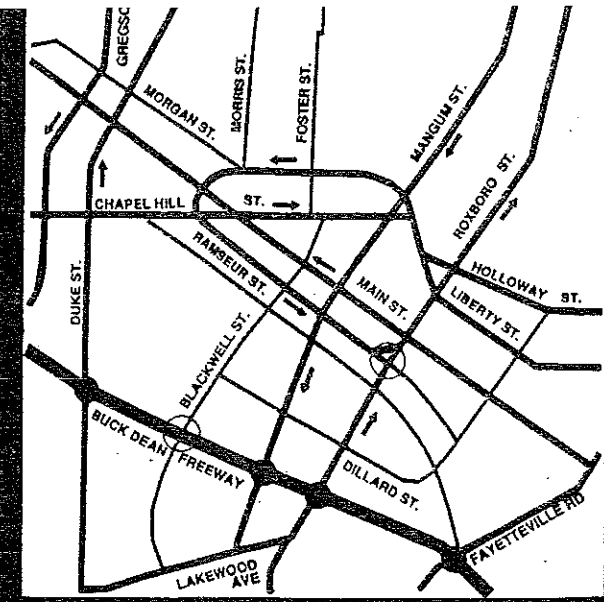 GREGSO
MORGAN ST.
MORRIS ST.
FOSTER ST.
MANGUM ST.
ROXBORO ST.
CHAPEL HILL ST.
RAMSEUR ST.
MAIN ST.
HOLLOWAY ST.
LIBERTY ST.
DUKE ST.
BLACKWELL ST.
BUCK DEAN FREEWAY
DILLARD ST.
FAYETTEVILLE RD
LAKEWOOD
AVE